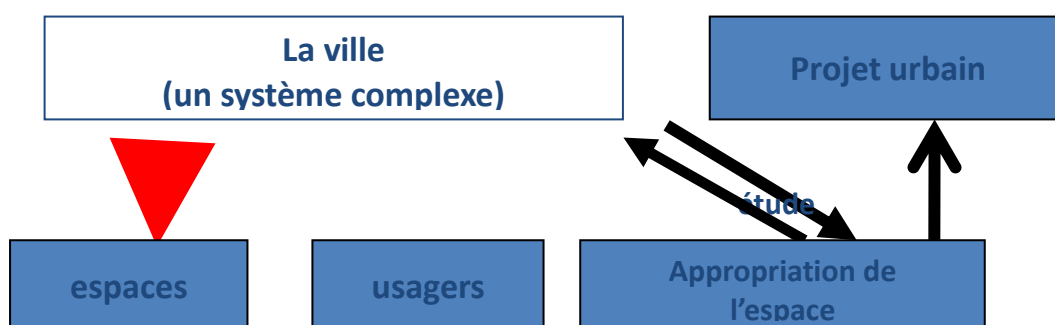 La ville
(un système complexe)
Projet urbain
étude
espaces
usagers
Appropriation de
l’espace